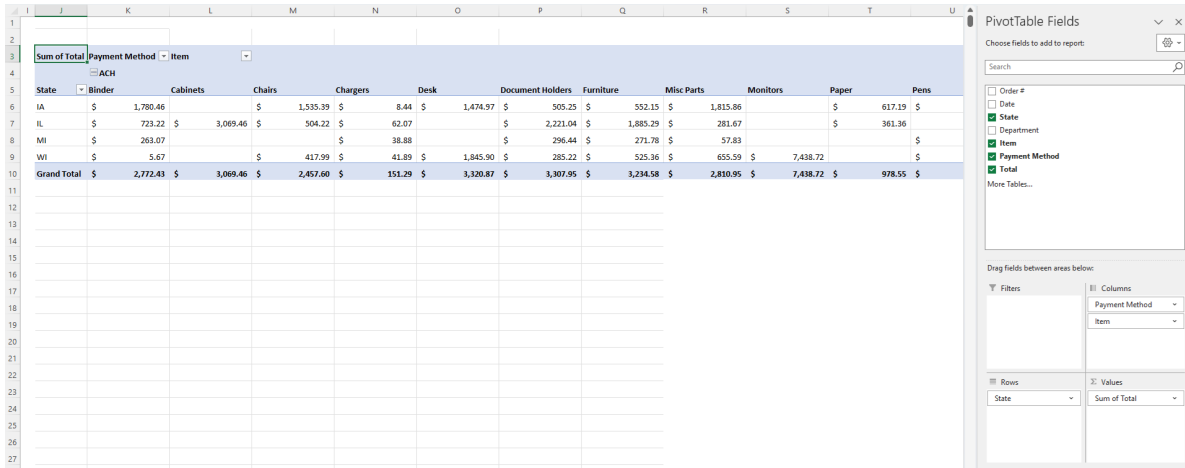 I J K L M N O P Q R S T U
1
2
3 Sum of Total Payment Method Item
4 ACH
5 State Binder Cabinets Chairs Chargers Desk Document Holders Furniture Misc Parts Monitors Paper Pens
6 IA $ 1,780.46 $ 1,535.39 $ 8.44 $ 1,474.97 $ 505.25 $ 552.15 $ 1,815.86 $ 617.19 $
7 IL $ 723.22 $ 3,069.46 $ 504.22 $ 62.07 $ 2,221.04 $ 1,885.29 $ 281.67 $ 361.36
8 MI $ 263.07 $ 38.88 $ 296.44 $ 271.78 $ 57.83 $
9 WI $ 5.67 $ 417.99 $ 41.89 $ 1,845.90 $ 285.22 $ 525.36 $ 655.59 $ 7,438.72 $
10 Grand Total $ 2,772.43 $ 3,069.46 $ 2,457.60 $ 151.29 $ 3,320.87 $ 3,307.95 $ 3,234.58 $ 2,810.95 $ 7,438.72 $ 978.55 $
11
12
13
14
15
16
17
18
19
20
21
22
23
24
25
26
27
PivotTable Fields
Choose fields to add to report:
Search
Order #
Date
State
Department
Item
Payment Method
Total
More Tables...
Drag fields between areas below:
Filters
Columns
Payment Method
Item
Rows
State
Σ Values
Sum of Total